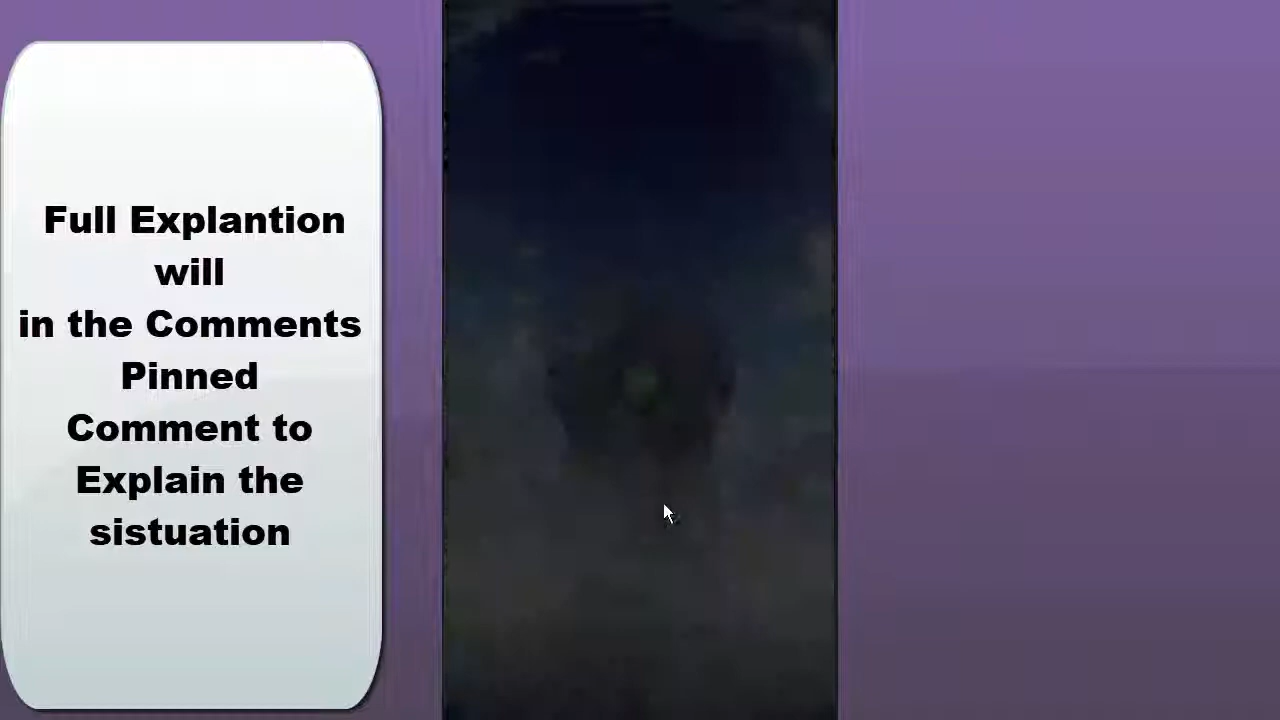 Full Explantion
will
in the Comments
Pinned
Comment to
Explain the
sistuation